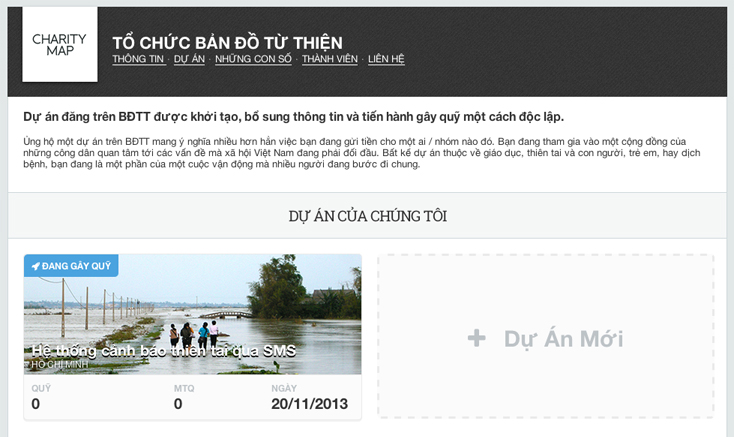 CHARITY
MAP
TỔ CHỨC BẢN ĐỒ TỪ THIỆN
THÔNG TIN · DỰ ÁN · NHỮNG CON SỐ · THÀNH VIÊN · LIÊN HỆ
Dự án đăng trên BĐTT được khởi tạo, bổ sung thông tin và tiến hành gây quỹ một cách độc lập.
Ủng hộ một dự án trên BĐTT mang ý nghĩa nhiều hơn hẳn việc bạn đang gửi tiền cho một ai / nhóm nào đó. Bạn đang tham gia vào một cộng đồng của
những công dân quan tâm tới các vấn đề mà xã hội Việt Nam đang phải đối đầu. Bất kể dự án thuộc về giáo dục, thiên tai và con người, trẻ em, hay dịch
bệnh, bạn đang là một phần của một cuộc vận động mà nhiều người đang bước đi chung.
DỰ ÁN CỦA CHÚNG TÔI
ĐANG GÂY QUỸ
Hệ thống cảnh báo thiên tai qua SMS
HỒ CHÍ MINH
QUỸ MTQ NGÀY
0 0 20/11/2013
+ Dự Án Mới